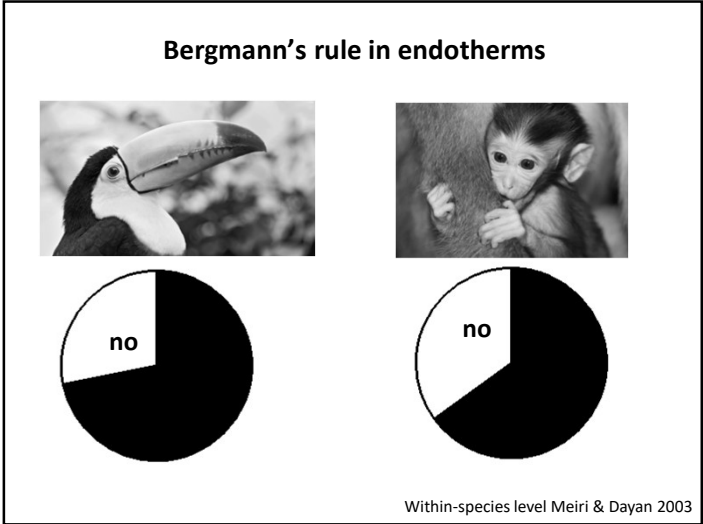 Bergmann’s rule in endotherms
no
no
Within-species level Meiri & Dayan 2003